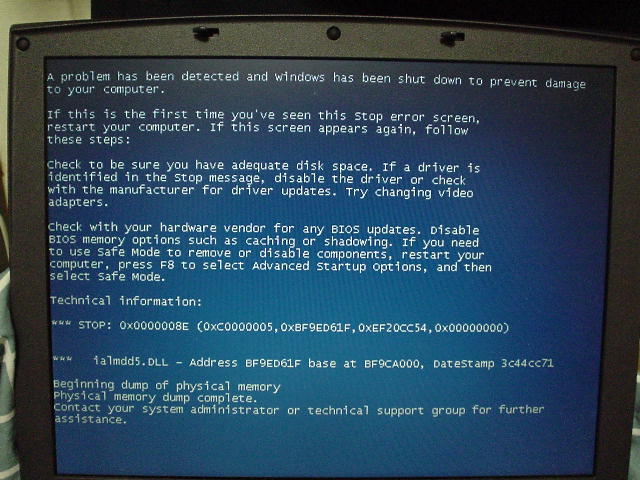 A problem has been detected and windows has been shut down to prevent damage
to your computer.
If this is the first time you've seen this Stop error screen,
restart your computer. If this screen appears again, follow
these steps:
Check to be sure you have adequate disk space. If a driver is
identified in the Stop message, disable the driver or check
with the manufacturer for driver updates. Try changing video
adapters.
Check with your hardware vendor for any BIOS updates. Disable
BIOS memory options such as caching or shadowing. If you need
to use Safe Mode to remove or disable components, restart your
computer, press F8 to select Advanced Startup Options, and then
select Safe Mode.
Technical information:
*** STOP: 0x0000008E (0xC0000005,0xBF9ED61F,0xEF20CC54,0x00000000)
*** ialmdd5.DLL - Address BF9ED61F base at BF9CA000, DateStamp 3c44cc71
Beginning dump of physical memory
Physical memory dump complete.
Contact your system administrator or technical support group for further
assistance.